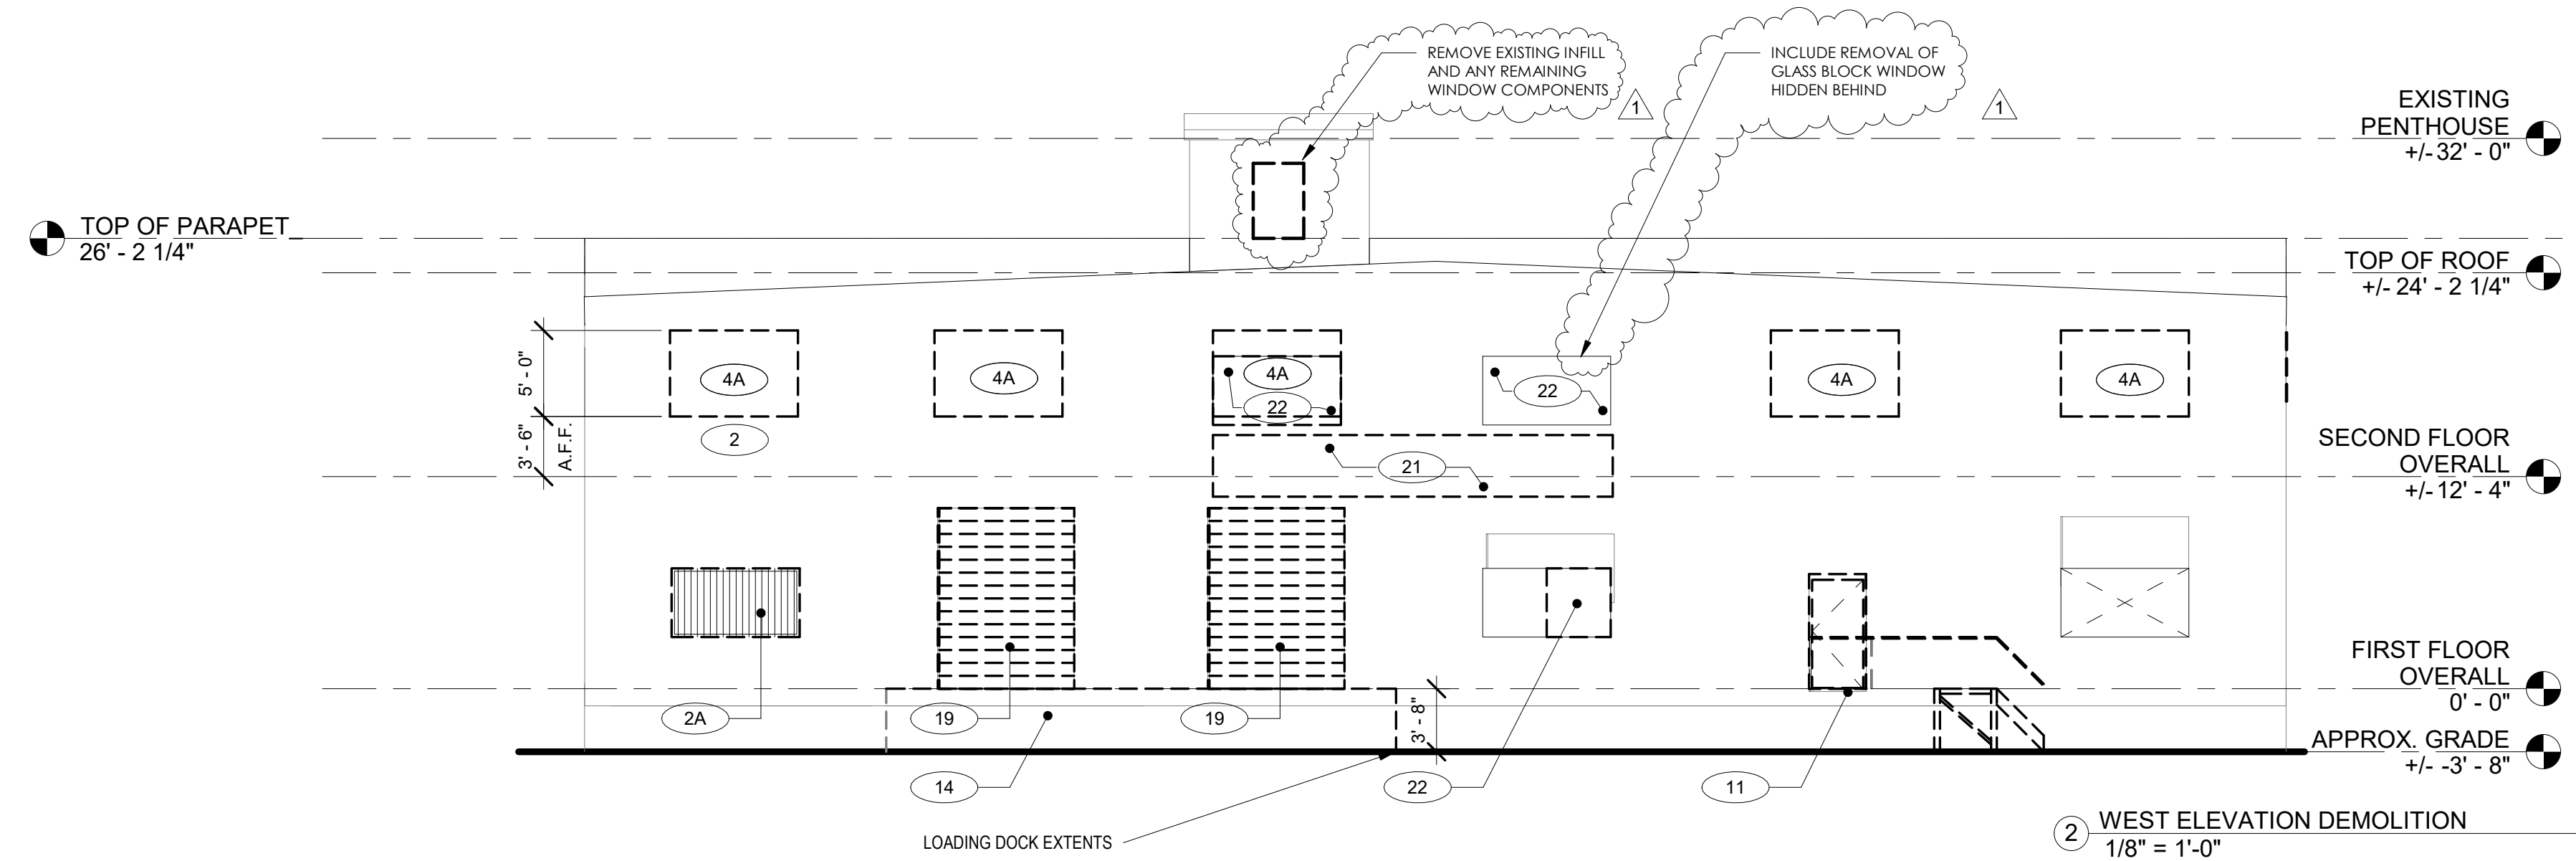 REMOVE EXISTING INFILL
AND ANY REMAINING
WINDOW COMPONENTS
1
INCLUDE REMOVAL OF
GLASS BLOCK WINDOW
HIDDEN BEHIND
1
EXISTING
PENTHOUSE
+/- 32' - 0"
TOP OF PARAPET
26' - 2 1/4"
TOP OF ROOF
+/- 24' - 2 1/4"
5' - 0"
3' - 6"
A.F.F.
4A
4A
4A
22
22
4A
4A
2
21
SECOND FLOOR
OVERALL
+/- 12' - 4"
FIRST FLOOR
OVERALL
0' - 0"
2A
19
19
3' - 8"
14
22
11
APPROX. GRADE
+/- -3' - 8"
LOADING DOCK EXTENTS
2
WEST ELEVATION DEMOLITION
1/8" = 1'-0"